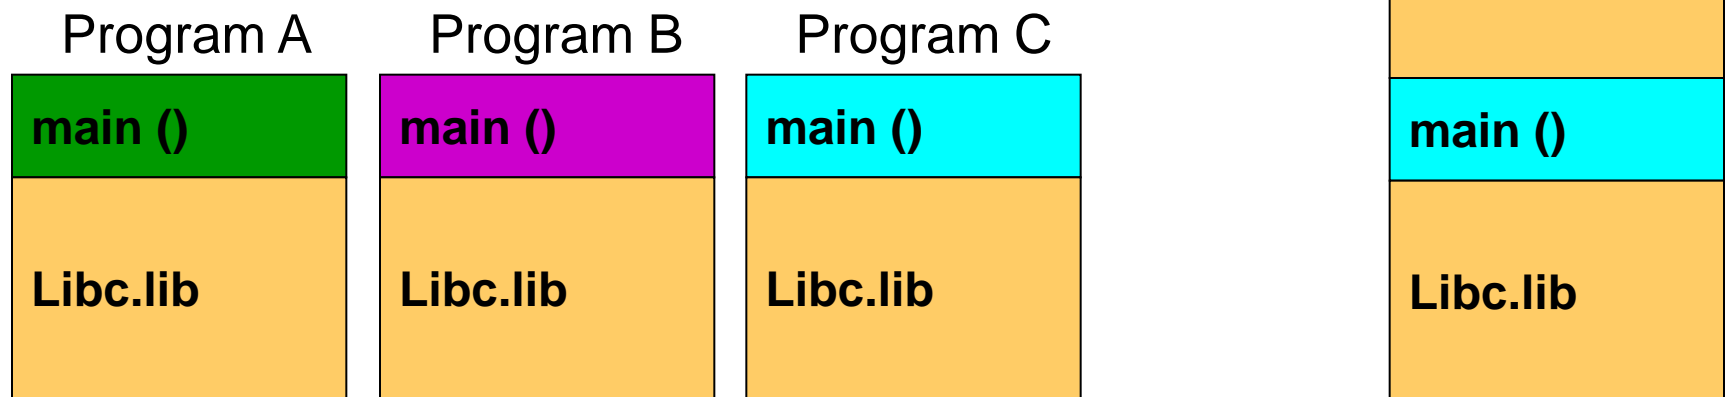 Program A
Program B
Program C
main ()
main ()
main ()
main ()
Libc.lib
Libc.lib
Libc.lib
Libc.lib